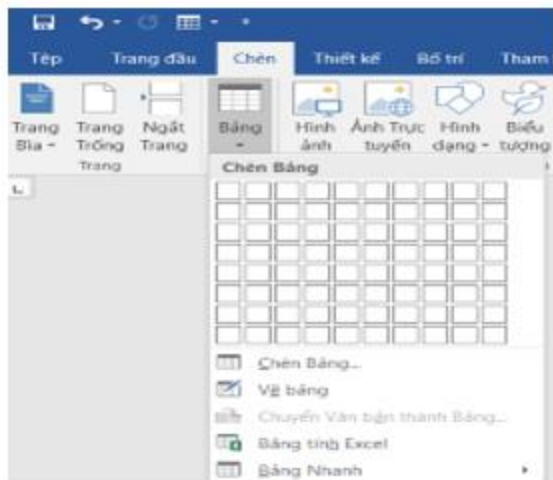 Tệp Trang đầu Chèn Thiết kế Bố trí Tham
Trang Bìa
Trang Trống
Ngắt Trang
Bảng
Hình ảnh
Ảnh Trực tuyến
Hình dạng
Biểu tượng
Trang
Chèn Bảng
Chèn Bảng...
Vẽ bảng
Chuyển Văn bản thành Bảng...
Bảng tính Excel
Bảng Nhanh